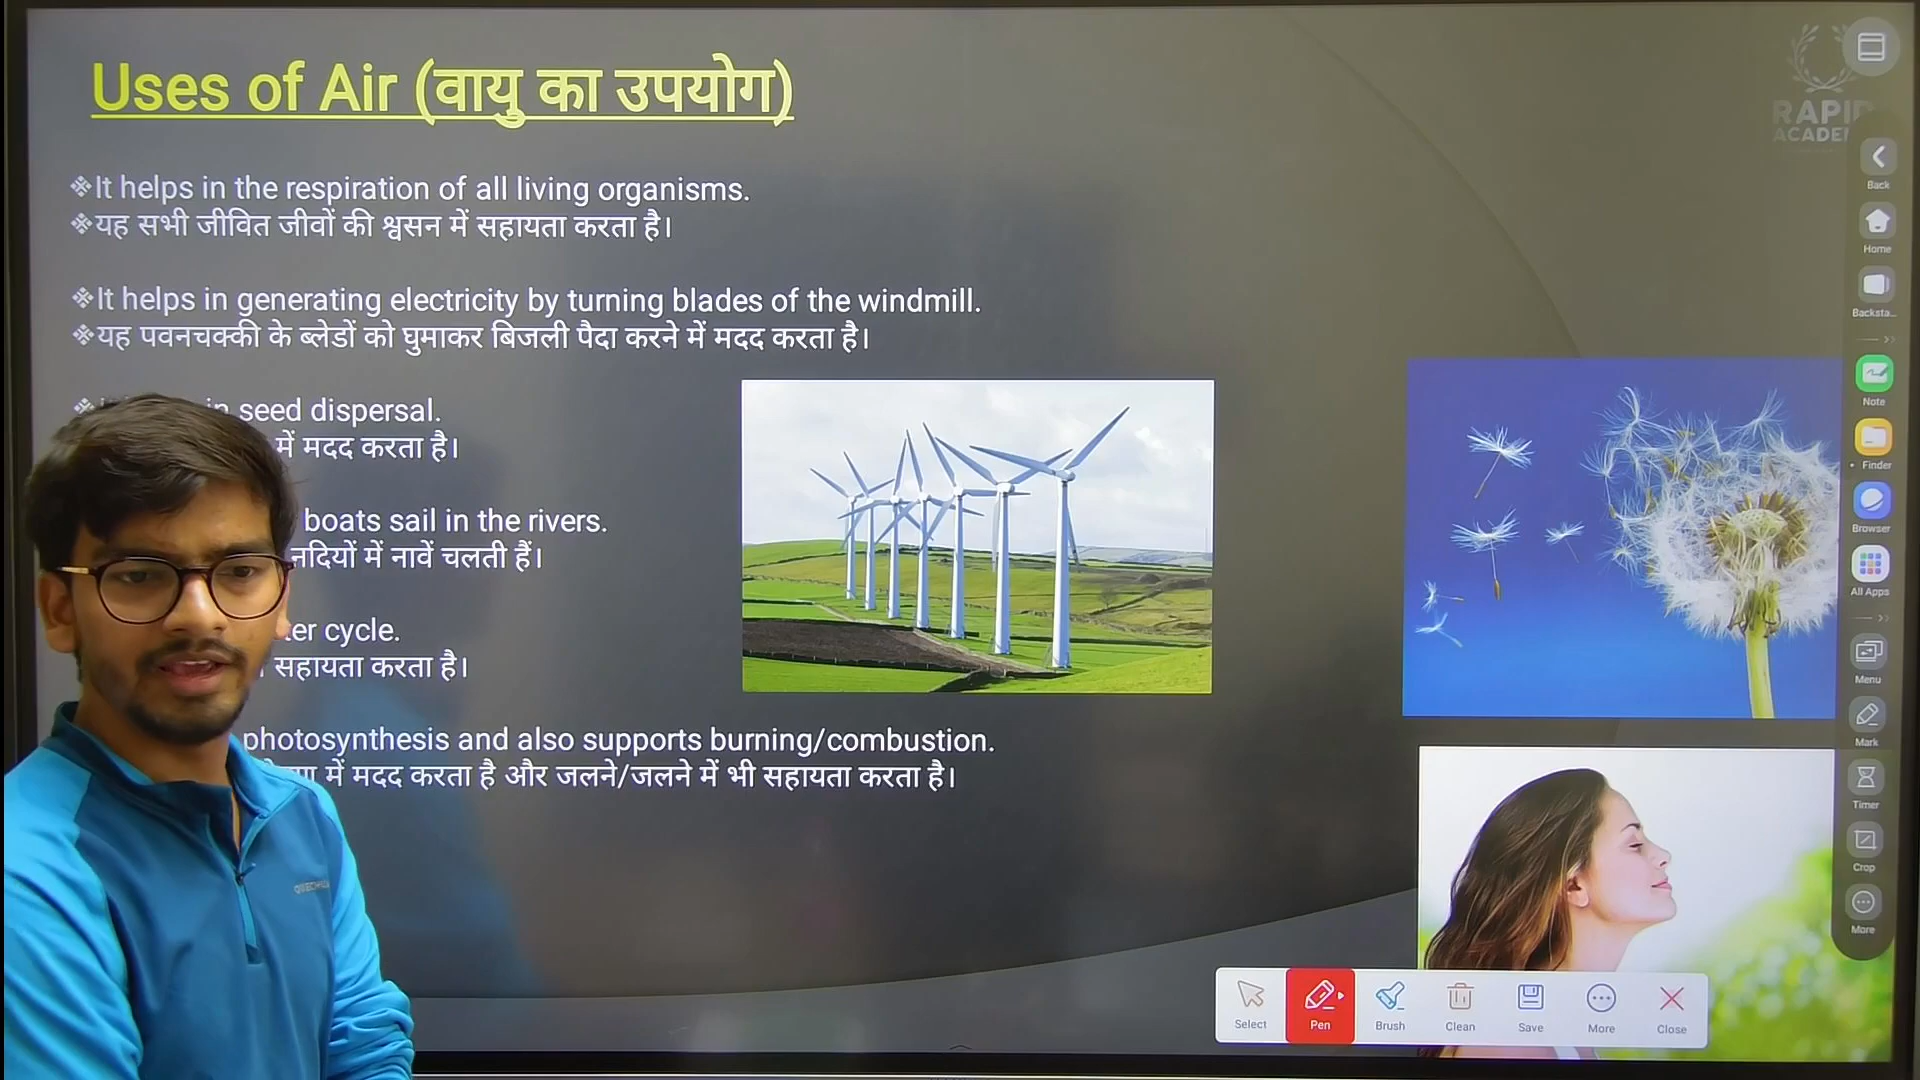 Uses of Air (वायु का उपयोग)
RAPID
ACADEM
❖It helps in the respiration of all living organisms.
❖यह सभी जीवित जीवों की श्वसन में सहायता करता है।
❖It helps in generating electricity by turning blades of the windmill.
❖यह पवनचक्की के ब्लेडों को घुमाकर बिजली पैदा करने में मदद करता है।
in seed dispersal.
में मदद करता है।
boats sail in the rivers.
नदियों में नावें चलती हैं।
ter cycle.
सहायता करता है।
photosynthesis and also supports burning/combustion.
में मदद करता है और जलने/जलने में भी सहायता करता है।
Back
Home
Backsta...
Note
Finder
Browser
All Apps
Menu
Mark
Timer
Crop
More
Select
Pen
Brush
Clean
Save
More
Close